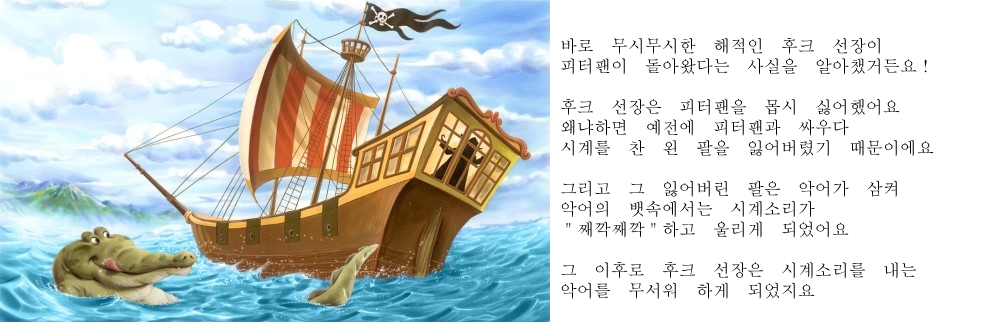 바로 무시무시한 해적인 후크 선장이
피터팬이 돌아왔다는 사실을 알아챘거든요!
후크 선장은 피터팬을 몹시 싫어했어요
왜냐하면 예전에 피터팬과 싸우다
시계를 찬 왼 팔을 잃어버렸기 때문이에요
그리고 그 잃어버린 팔은 악어가 삼켜
악어의 뱃속에서는 시계소리가
"째깍째깍"하고 울리게 되었어요
그 이후로 후크 선장은 시계소리를 내는
악어를 무서워 하게 되었지요